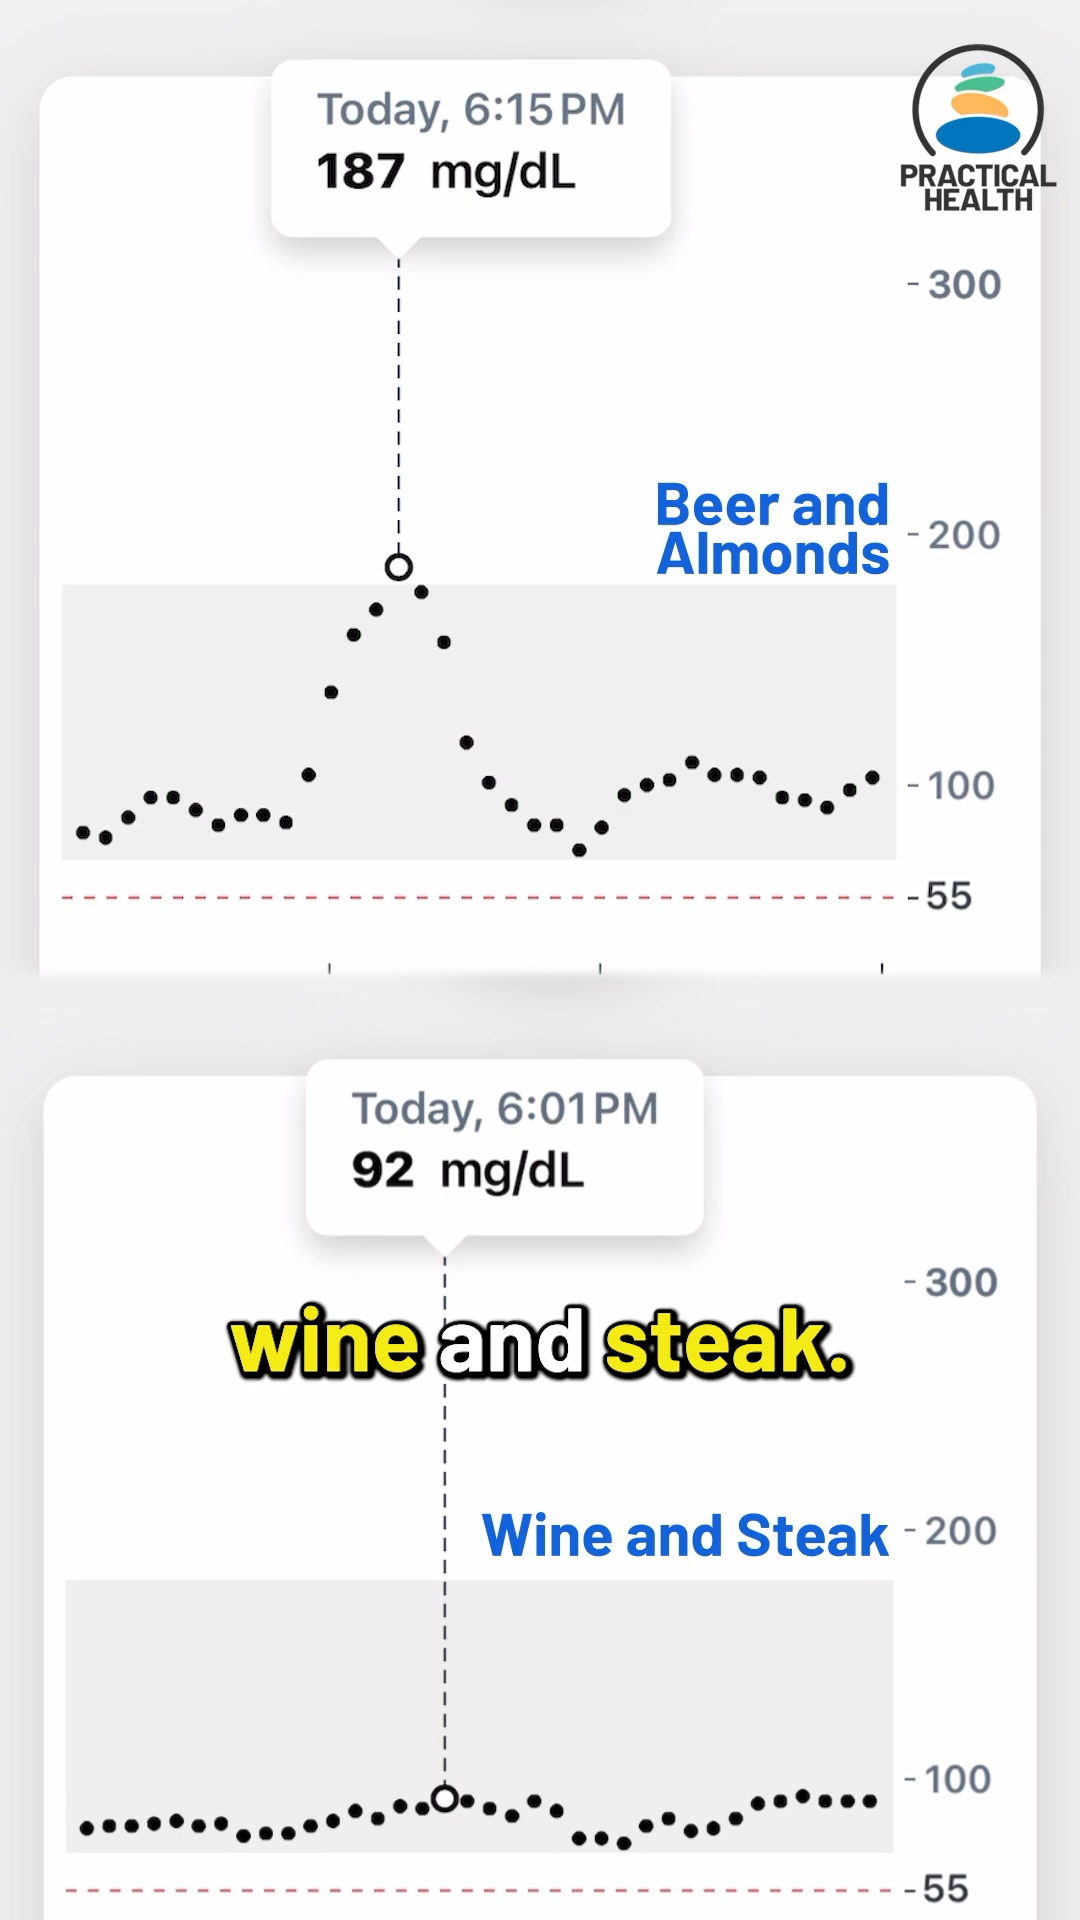 Today, 6:15 PM
187 mg/dL
PRACTICAL
HEALTH
300
Beer and
Almonds
200
100
55
Today, 6:01 PM
92 mg/dL
300
wine and steak.
Wine and Steak
200
100
55